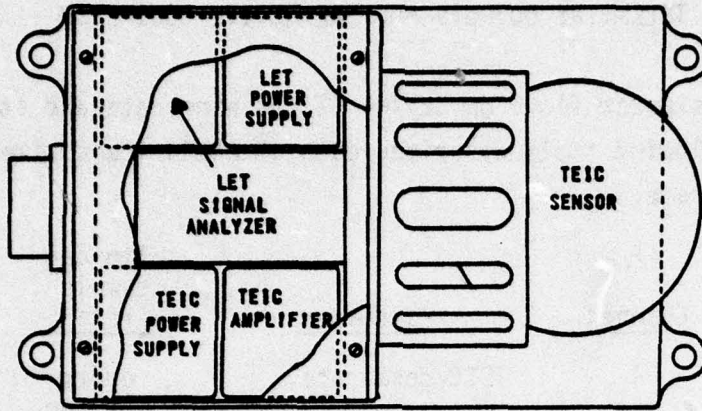 LET
POWER
SUPPLY
LET
SIGNAL
ANALYZER
TEIC
SENSOR
TEIC
POWER
SUPPLY
TEIC
AMPLIFIER